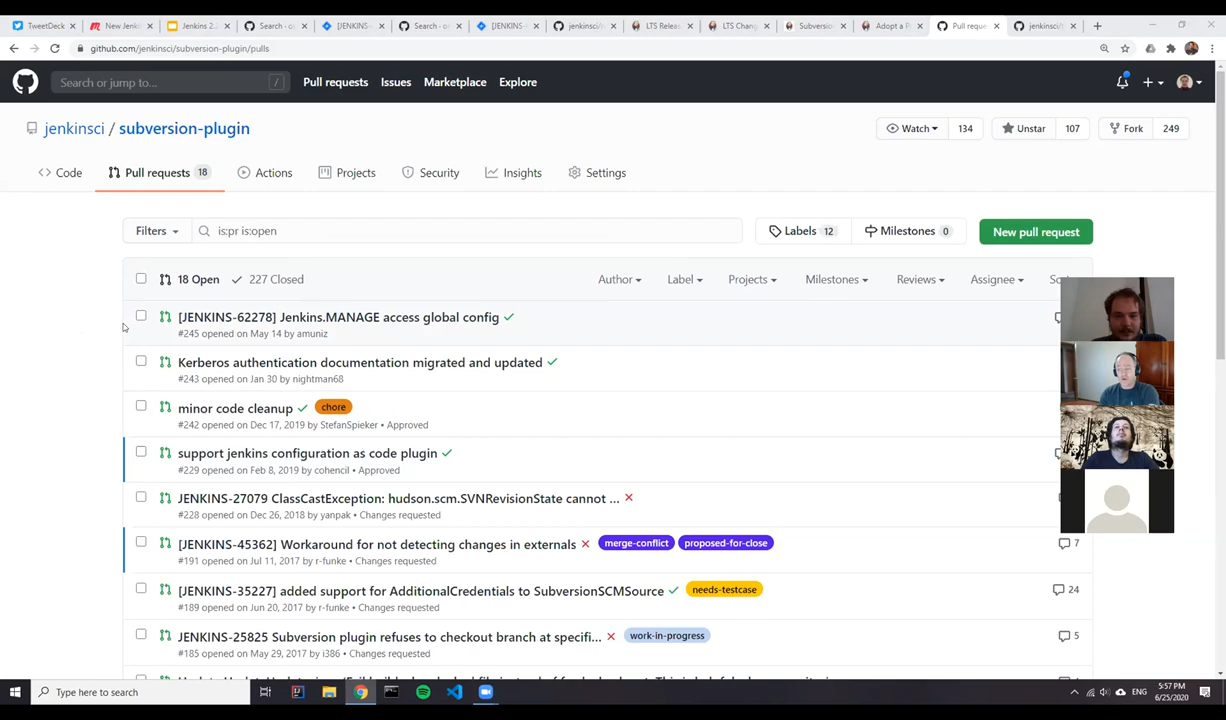 TweetDeck
New Jenk
Jenkins 2.
Search · o
[JENKINS-
Search · o
[JENKINS-
jenkinsci/
LTS Relea
LTS Chan
Subversio
Adopt a P
Pull reque
jenkinsci/s
github.com/jenkinsci/subversion-plugin/pulls
Search or jump to...
/
Pull requests
Issues
Marketplace
Explore
jenkinsci / subversion-plugin
Watch 134
Unstar 107
Fork 249
Code
Pull requests 18
Actions
Projects
Security
Insights
Settings
Filters
is:pr is:open
Labels 12
Milestones 0
New pull request
18 Open
227 Closed
Author
Label
Projects
Milestones
Reviews
Assignee
[JENKINS-62278] Jenkins.MANAGE access global config
#245 opened on May 14 by amuniz
Kerberos authentication documentation migrated and updated
#243 opened on Jan 30 by nightman68
minor code cleanup chore
#242 opened on Dec 17, 2019 by StefanSpieker • Approved
support jenkins configuration as code plugin
#229 opened on Feb 8, 2019 by cohencil • Approved
JENKINS-27079 ClassCastException: hudson.scm.SVNRevisionState cannot ...
#228 opened on Dec 26, 2018 by yanpak • Changes requested
[JENKINS-45362] Workaround for not detecting changes in externals merge-conflict proposed-for-close 7
#191 opened on Jul 11, 2017 by r-funke • Changes requested
[JENKINS-35227] added support for AdditionalCredentials to SubversionSCMSource needs-testcase 24
#189 opened on Jun 20, 2017 by r-funke • Changes requested
JENKINS-25825 Subversion plugin refuses to checkout branch at specifi... work-in-progress 5
#185 opened on May 29, 2017 by i386 • Changes requested
Type here to search
ENG
5:57 PM
6/25/2020